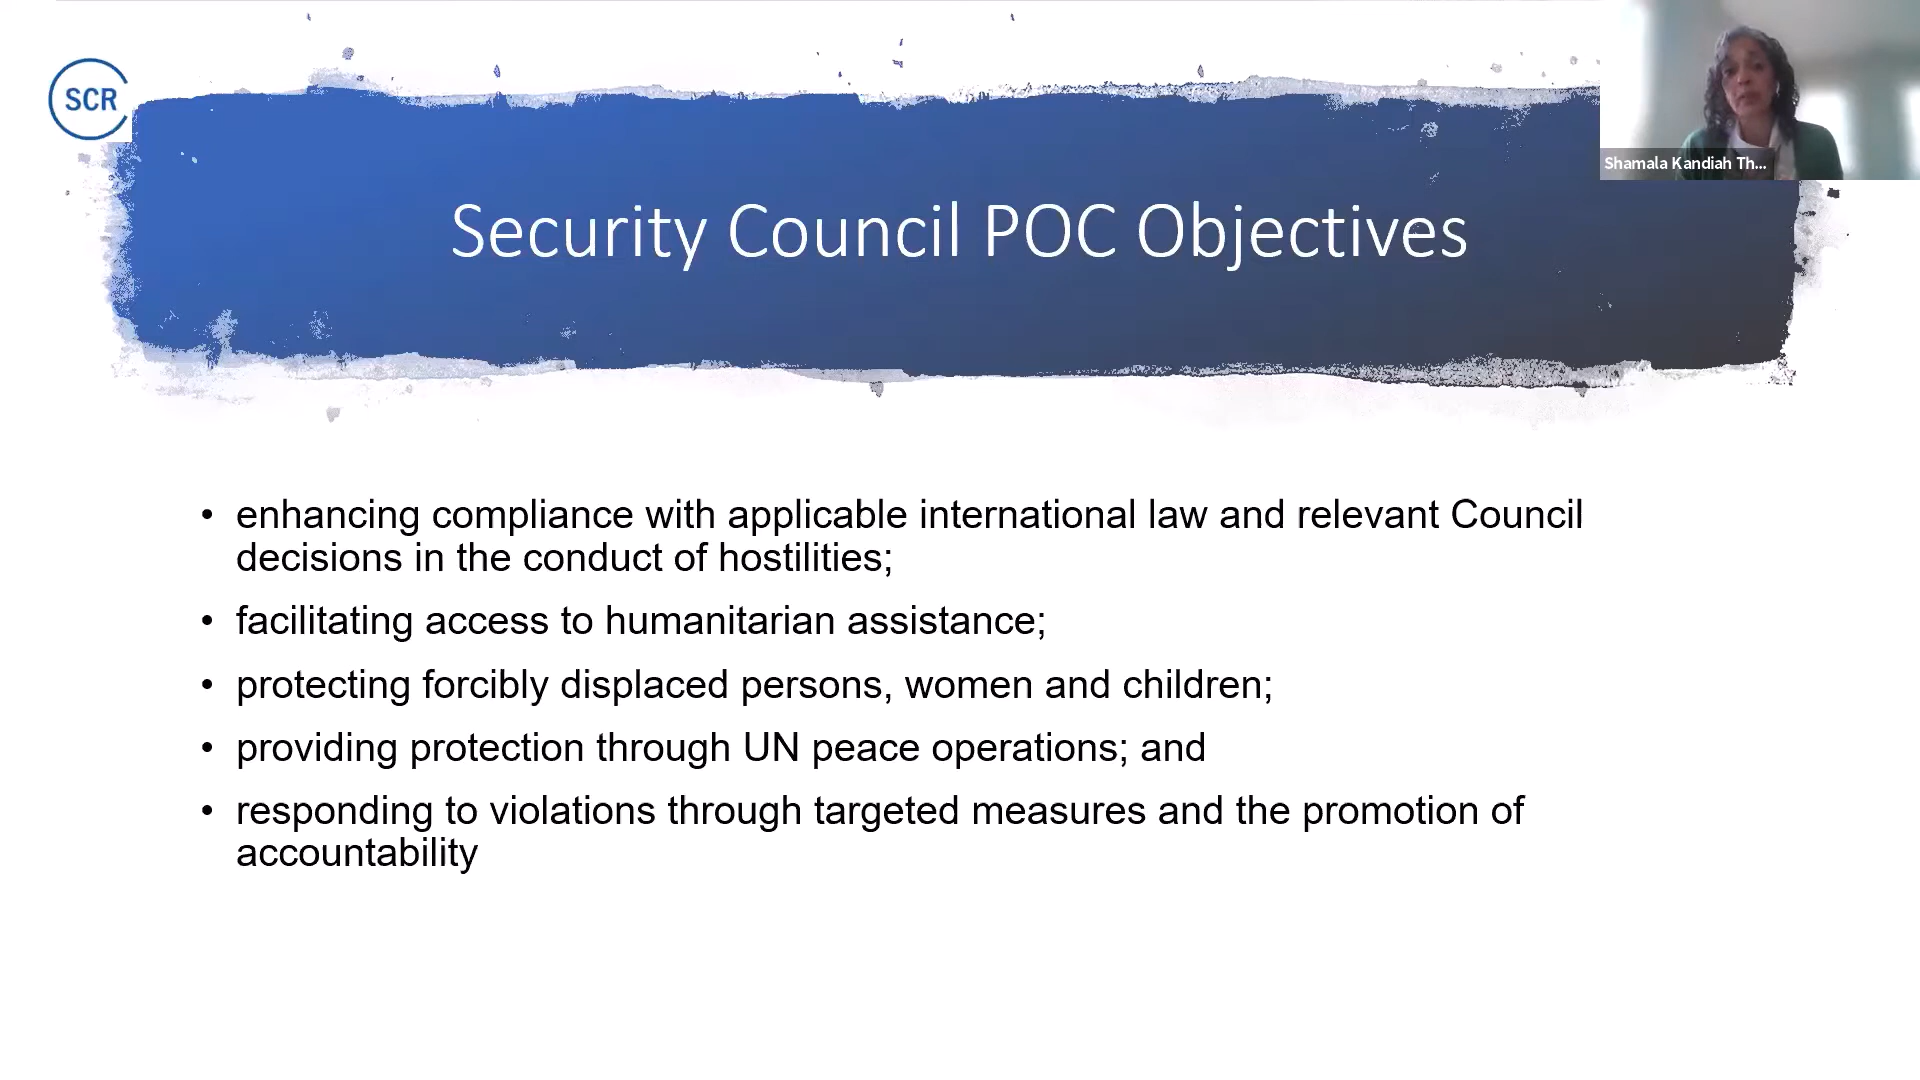 SCR
Shamala Kandiah Th...
Security Council POC Objectives
• enhancing compliance with applicable international law and relevant Council
decisions in the conduct of hostilities;
• facilitating access to humanitarian assistance;
• protecting forcibly displaced persons, women and children;
• providing protection through UN peace operations; and
• responding to violations through targeted measures and the promotion of
accountability